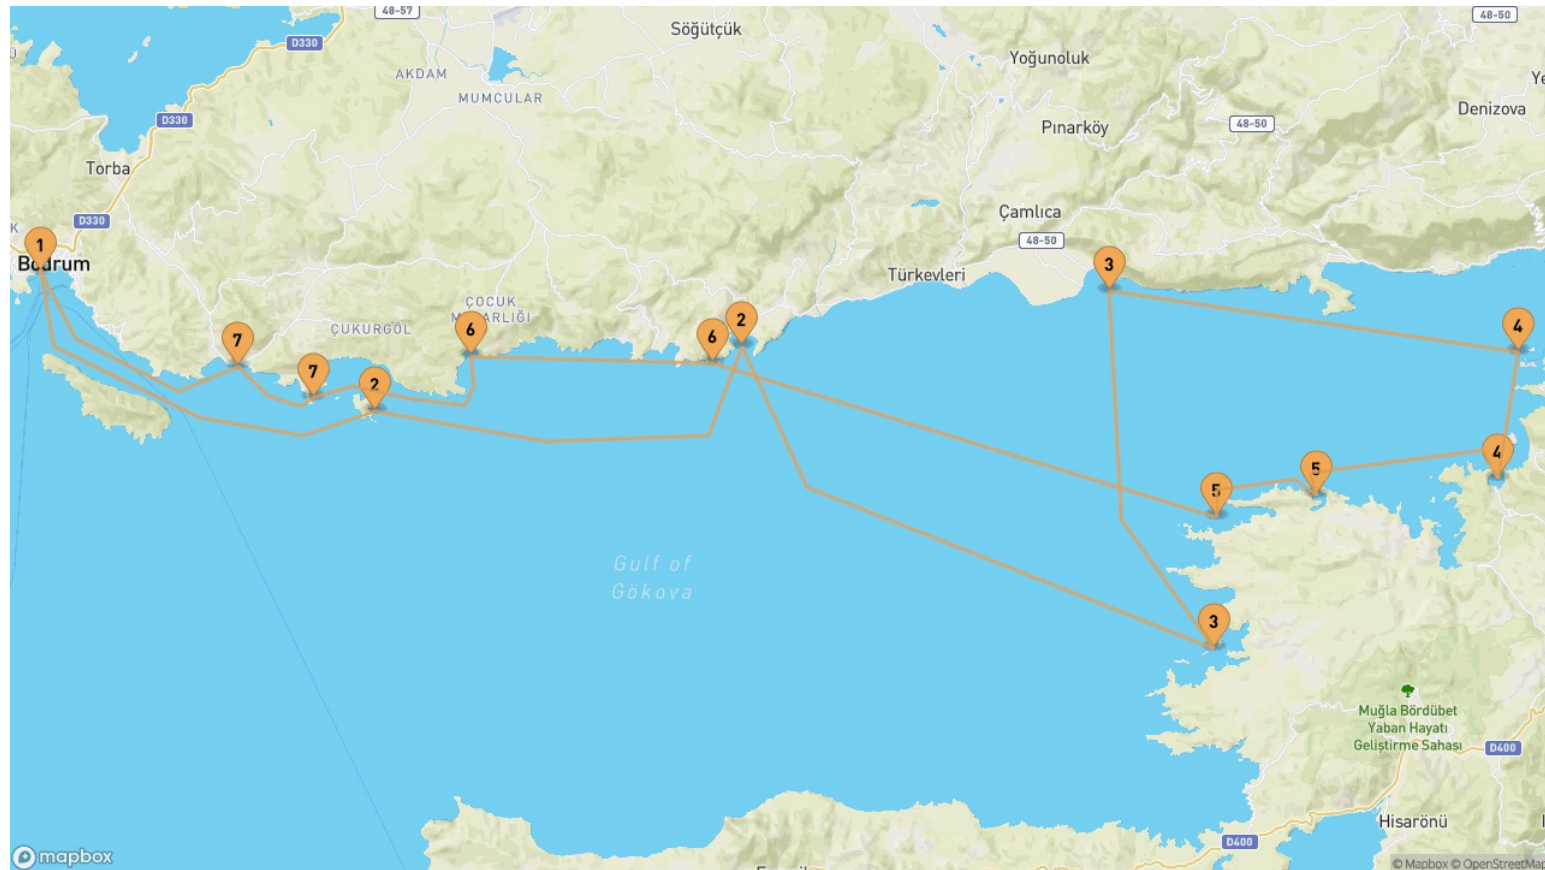 48-57
48-50
Söğütçük
D330
Yoğunoluk
AKDAM
MUMCULAR
Denizova
D330
48-50
Pınarköy
Torba
Çamlıca
D330
48-50
1
Bodrum
3
Türkevleri
ÇOCUK
ÇUKURGÖL
2
4
6
6
7
7
2
4
5
5
Gulf of
Gökova
3
Muğla Bördübet
Yaban Hayatı
Geliştirme Sahası
D400
Hisarönü
D400
mapbox
© Mapbox © OpenStreetMap